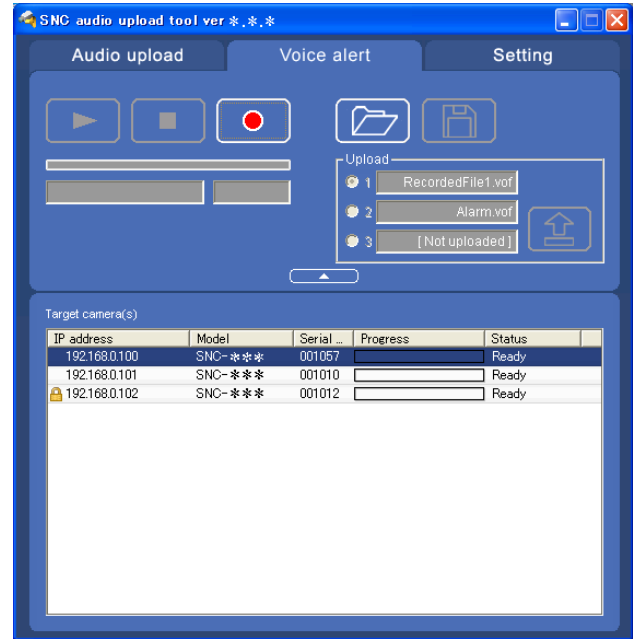 SNC audio upload tool ver *.*.*
Audio upload Voice alert Setting
Upload
1 RecordedFile1.vof
2 Alarm.vof
3 [ Not uploaded ]
Target camera(s)
IP address Model Serial ... Progress Status
192.168.0.100 SNC-*** 001057 Ready
192.168.0.101 SNC-*** 001010 Ready
192.168.0.102 SNC-*** 001012 Ready